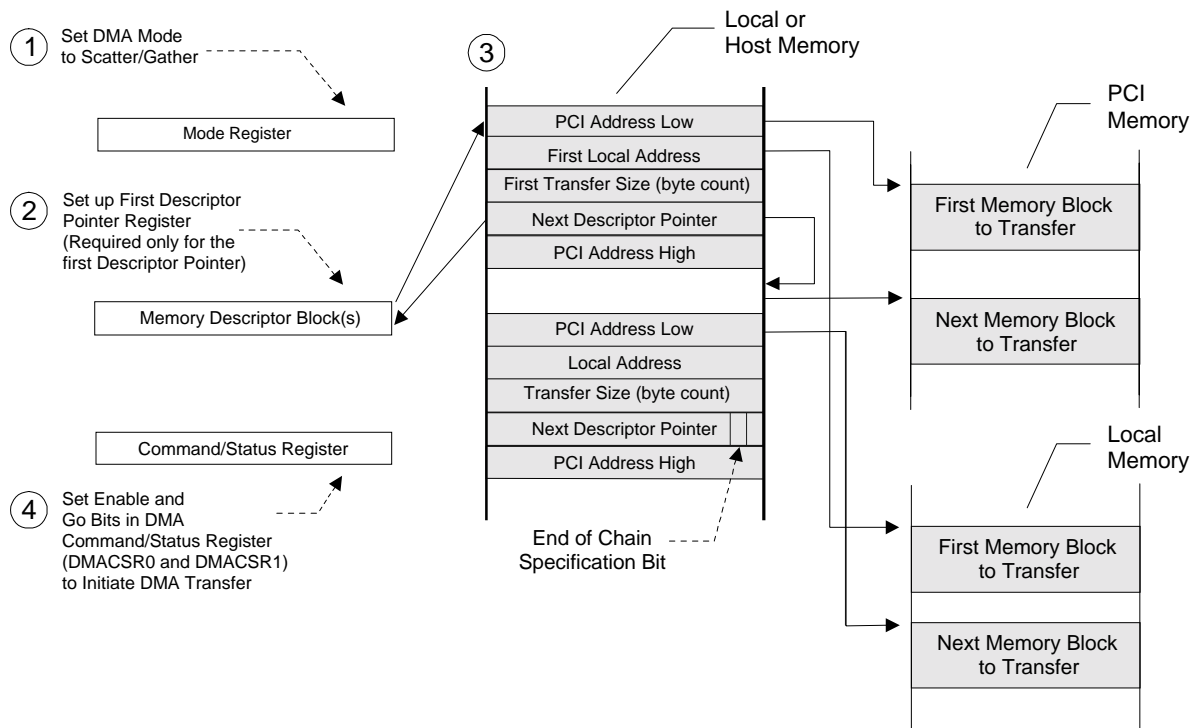 1
Set DMA Mode
to Scatter/Gather
Mode Register
2
Set up First Descriptor
Pointer Register
(Required only for the
first Descriptor Pointer)
Memory Descriptor Block(s)
Command/Status Register
4
Set Enable and
Go Bits in DMA
Command/Status Register
(DMACSR0 and DMACSR1)
to Initiate DMA Transfer
3
Local or
Host Memory
PCI Address Low
First Local Address
First Transfer Size (byte count)
Next Descriptor Pointer
PCI Address High
PCI Address Low
Local Address
Transfer Size (byte count)
Next Descriptor Pointer
PCI Address High
End of Chain
Specification Bit
PCI
Memory
First Memory Block
to Transfer
Next Memory Block
to Transfer
Local
Memory
First Memory Block
to Transfer
Next Memory Block
to Transfer